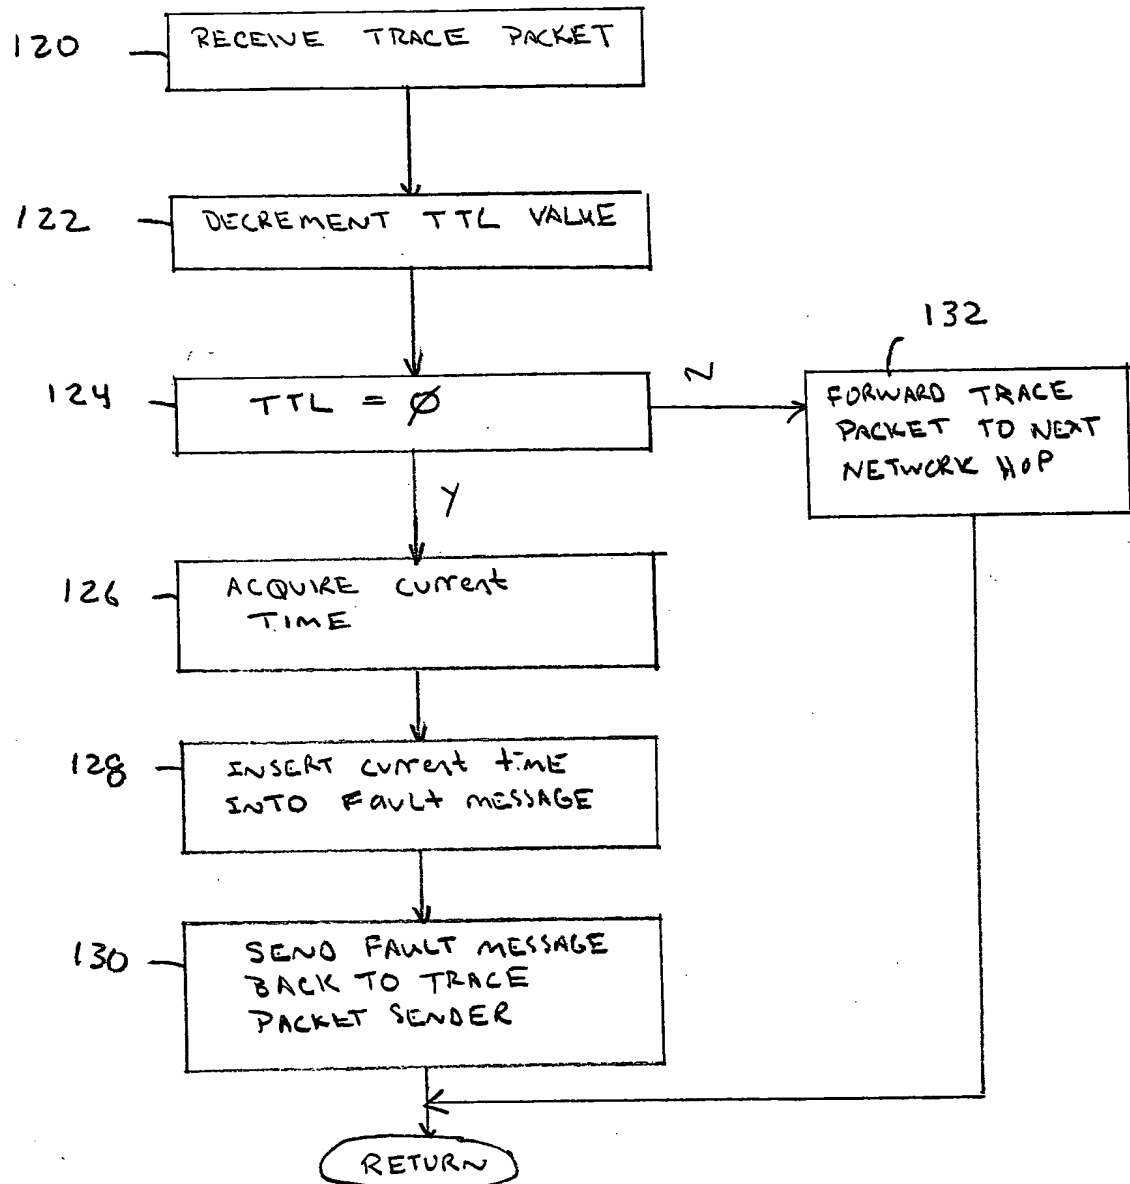 120
RECEIVE TRACE PACKET
122
DECREMENT TTL VALUE
124
TTL = Ø
N
132
FORWARD TRACE
PACKET TO NEXT
NETWORK HOP
Y
126
ACQUIRE current
TIME
128
INSERT current time
INTO FAULT MESSAGE
130
SEND FAULT MESSAGE
BACK TO TRACE
PACKET SENDER
RETURN